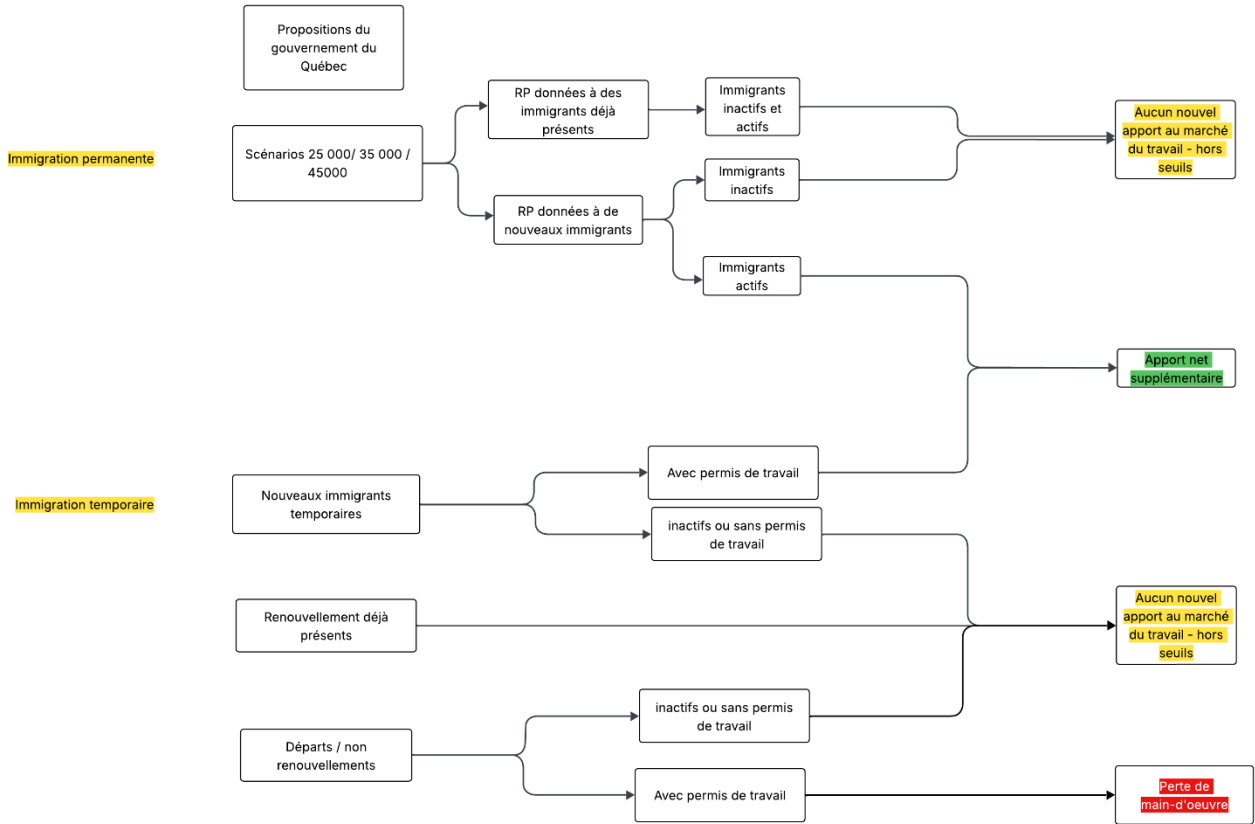 Propositions du
gouvernement du
Québec
RP données à des
immigrants déjà
présents
Immigrants
inactifs et
actifs
Aucun nouvel
apport au marché
du travail - hors
seuils
Immigration permanente
Scénarios 25 000/ 35 000 /
45000
Immigrants
inactifs
RP données à de
nouveaux immigrants
Immigrants
actifs
Apport net
supplémentaire
Avec permis de travail
Immigration temporaire
Nouveaux immigrants
temporaires
inactifs ou sans permis
de travail
Renouvellement déjà
présents
Aucun nouvel
apport au marché
du travail - hors
seuils
inactifs ou sans permis
de travail
Départs / non
renouvellements
Avec permis de travail
Perte de
main-d'oeuvre